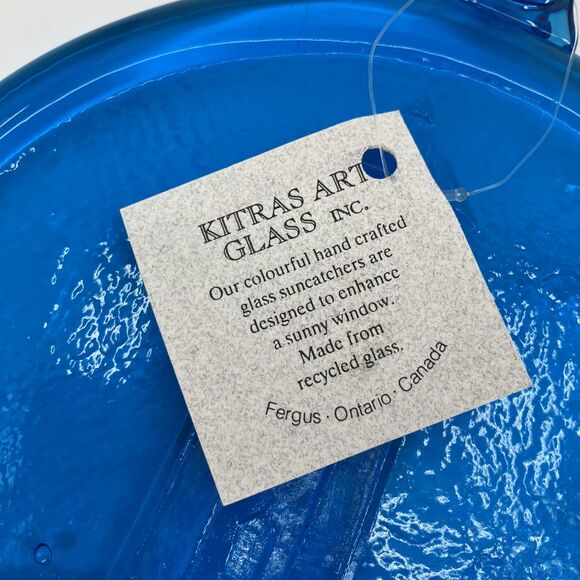 KITRAS ART
GLASS INC.
Our colourful hand crafted
glass suncatchers are
designed to enhance
a sunny window.
Made from
recycled glass.
Fergus · Ontario · Canada